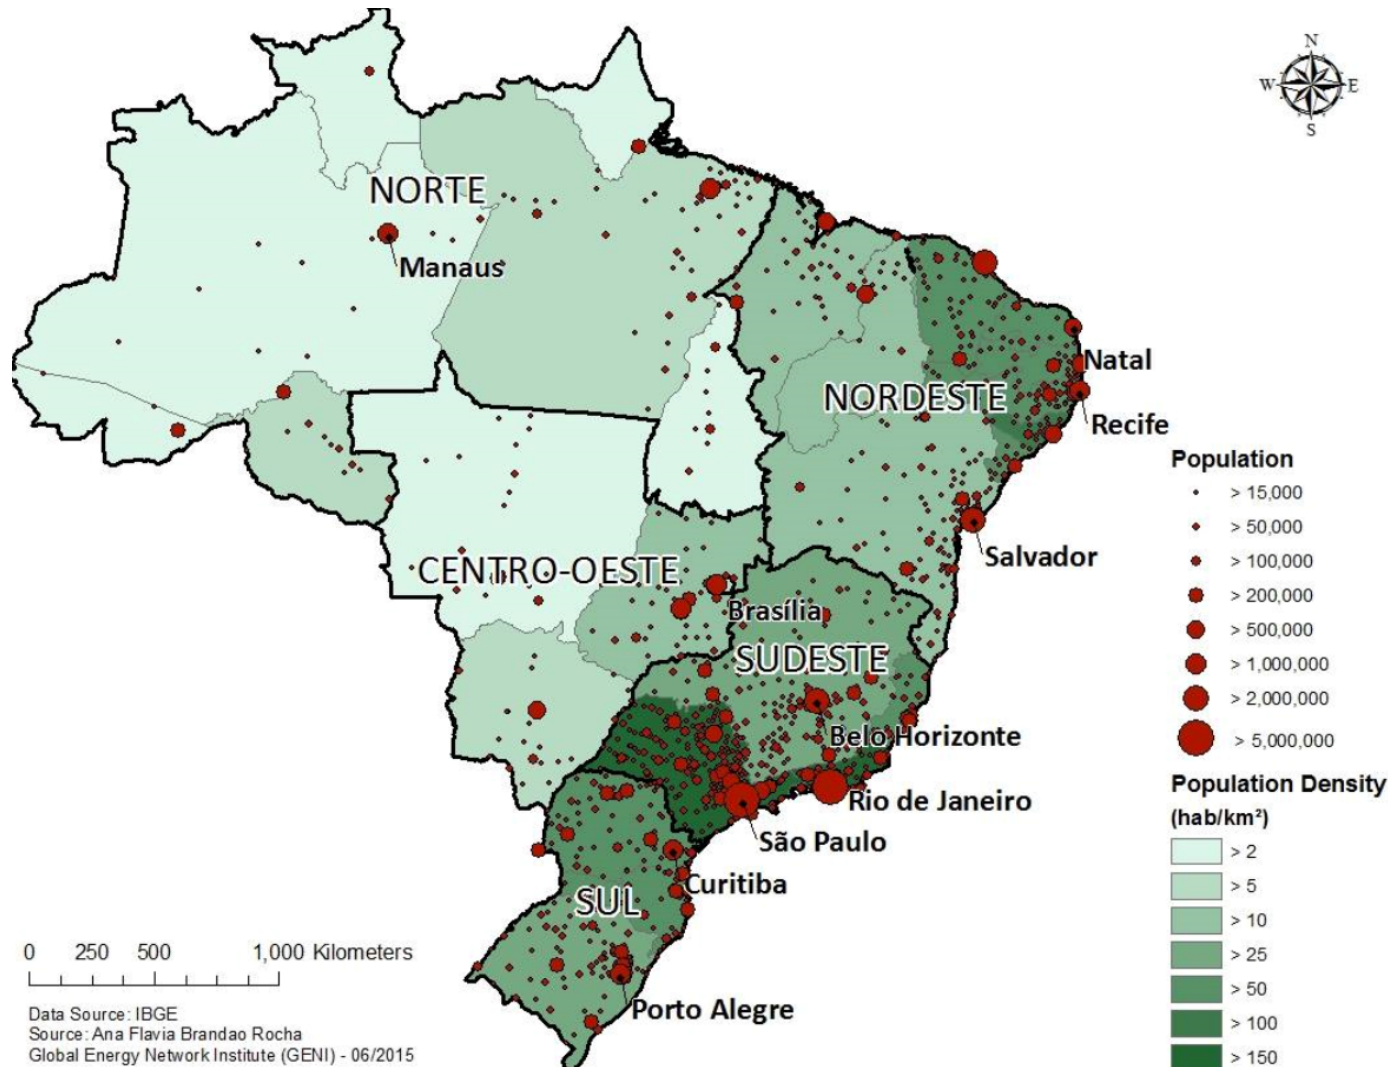 N
W
E
S
NORTE
Manaus
Natal
NORDESTE
Recife
Salvador
CENTRO-OESTE
Brasília
SUDESTE
Belo Horizonte
Rio de Janeiro
São Paulo
Curitiba
SUL
Porto Alegre
Population
> 15,000
> 50,000
> 100,000
> 200,000
> 500,000
> 1,000,000
> 2,000,000
> 5,000,000
Population Density
(hab/km²)
> 2
> 5
> 10
> 25
> 50
> 100
> 150
0 250 500 1,000 Kilometers
Data Source: IBGE
Source: Ana Flavia Brandao Rocha
Global Energy Network Institute (GENI) - 06/2015